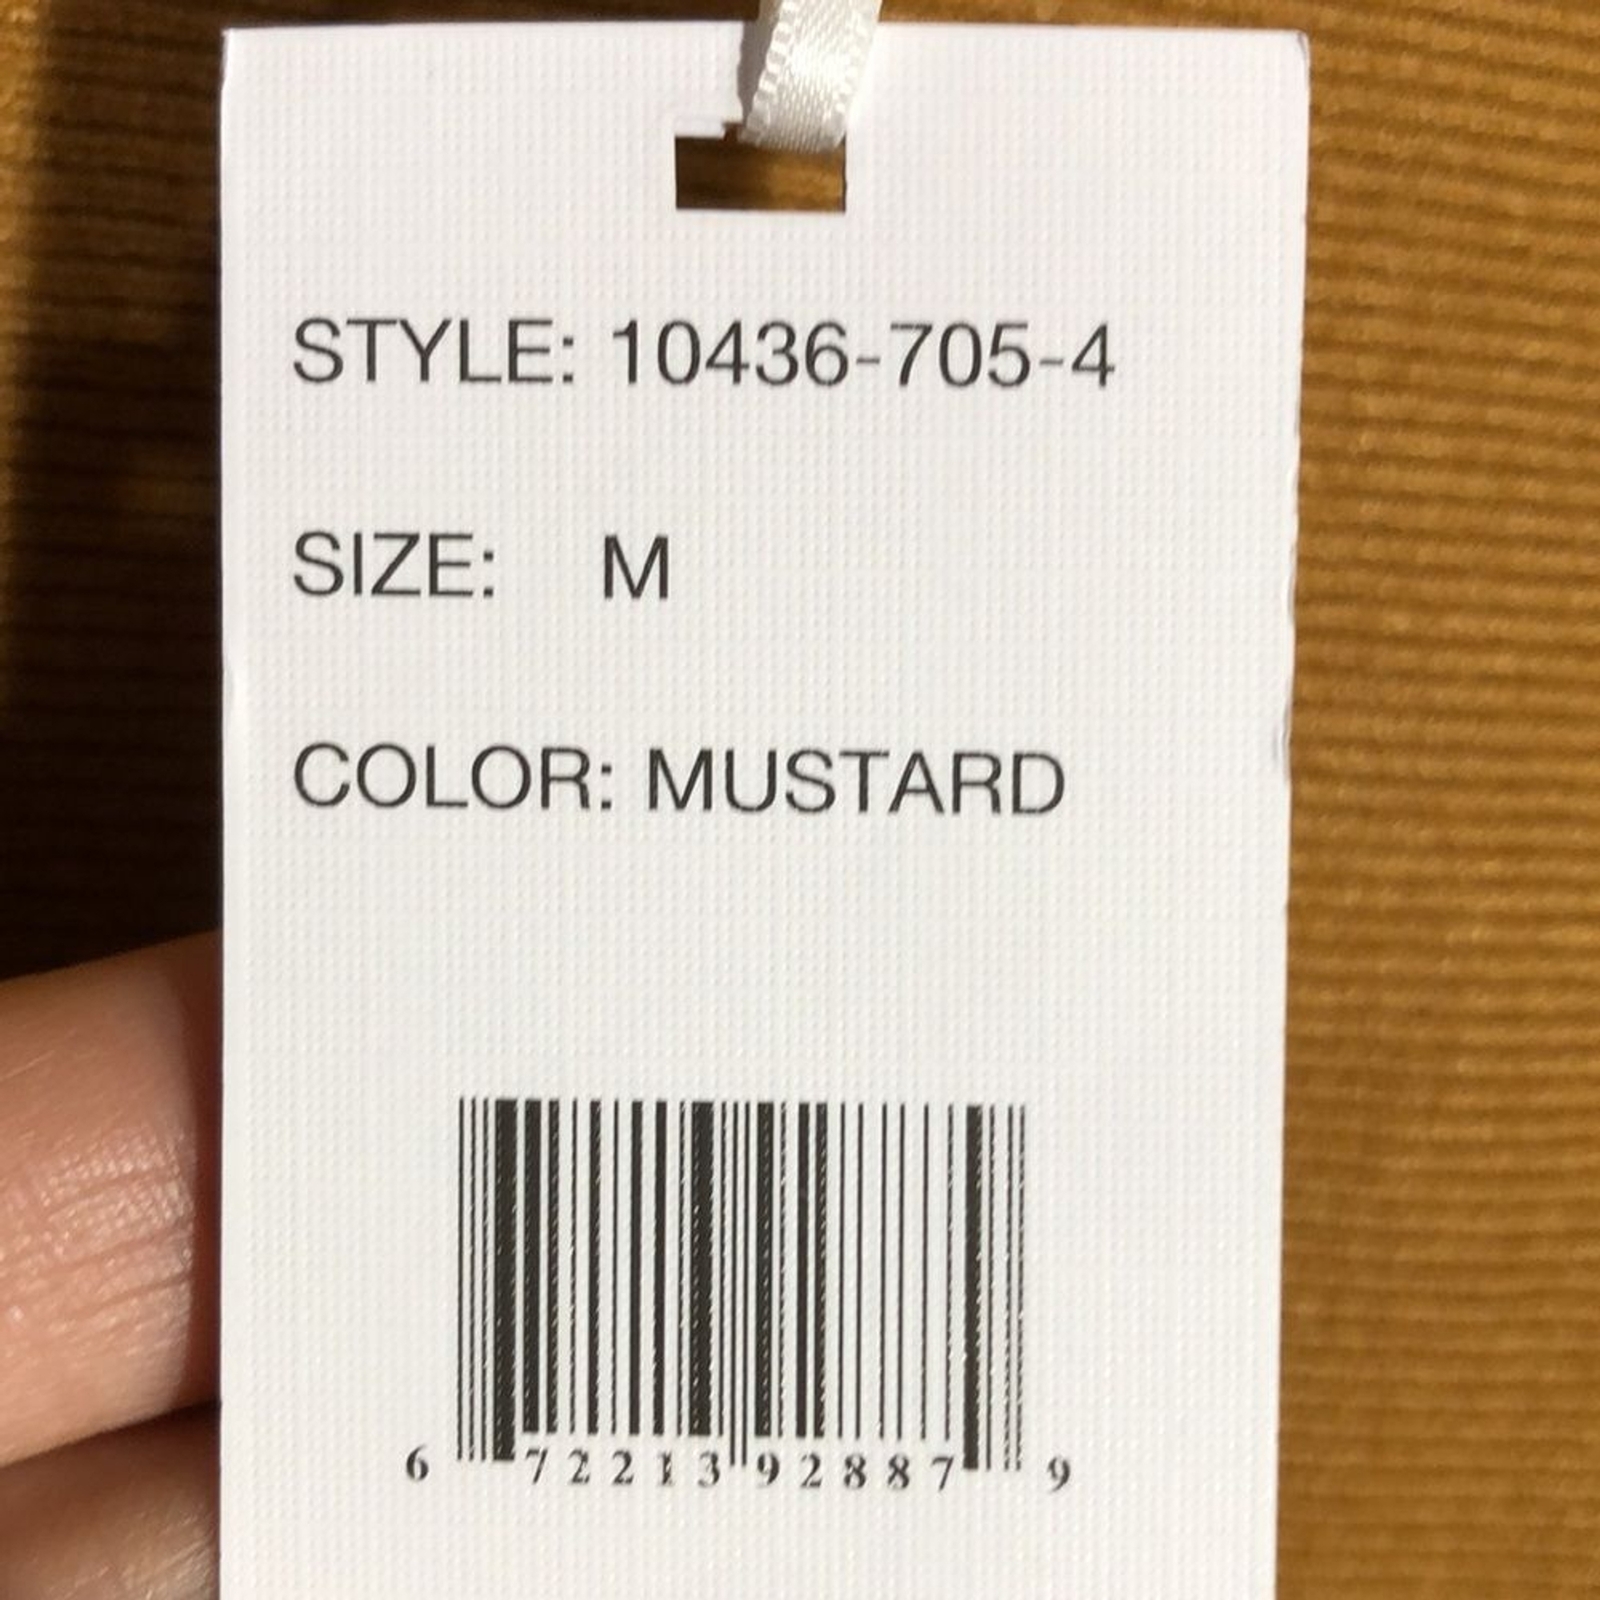 STYLE: 10436-705-4
SIZE: M
COLOR: MUSTARD
6 72213 92887 9